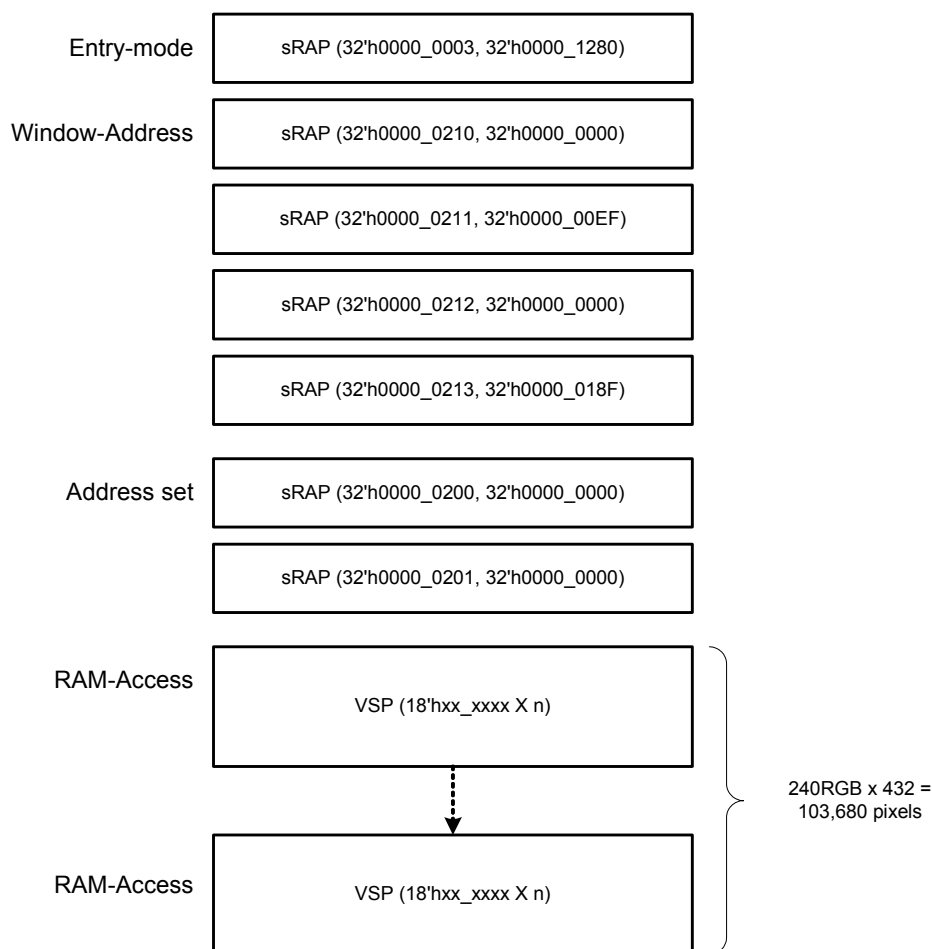 Entry-mode
sRAP (32'h0000_0003, 32'h0000_1280)
Window-Address
sRAP (32'h0000_0210, 32'h0000_0000)
sRAP (32'h0000_0211, 32'h0000_00EF)
sRAP (32'h0000_0212, 32'h0000_0000)
sRAP (32'h0000_0213, 32'h0000_018F)
Address set
sRAP (32'h0000_0200, 32'h0000_0000)
sRAP (32'h0000_0201, 32'h0000_0000)
RAM-Access
VSP (18'hxx_xxxx X n)
240RGB x 432 =
103,680 pixels
RAM-Access
VSP (18'hxx_xxxx X n)